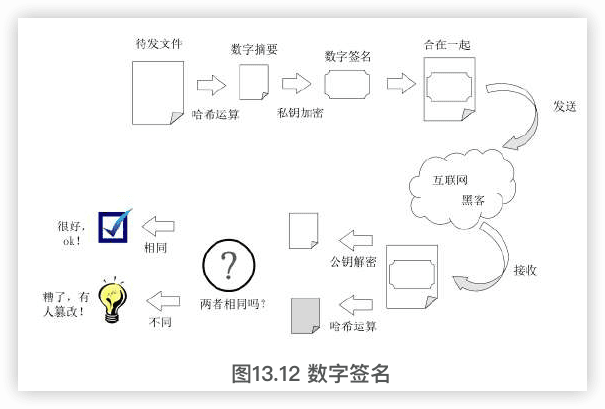 待发文件
数字摘要
数字签名
合在一起
哈希运算
私钥加密
发送
互联网
黑客
接收
公钥解密
哈希运算
两者相同吗?
?
相同
不同
很好，
ok！
糟了，有
人篡改！
图13.12 数字签名